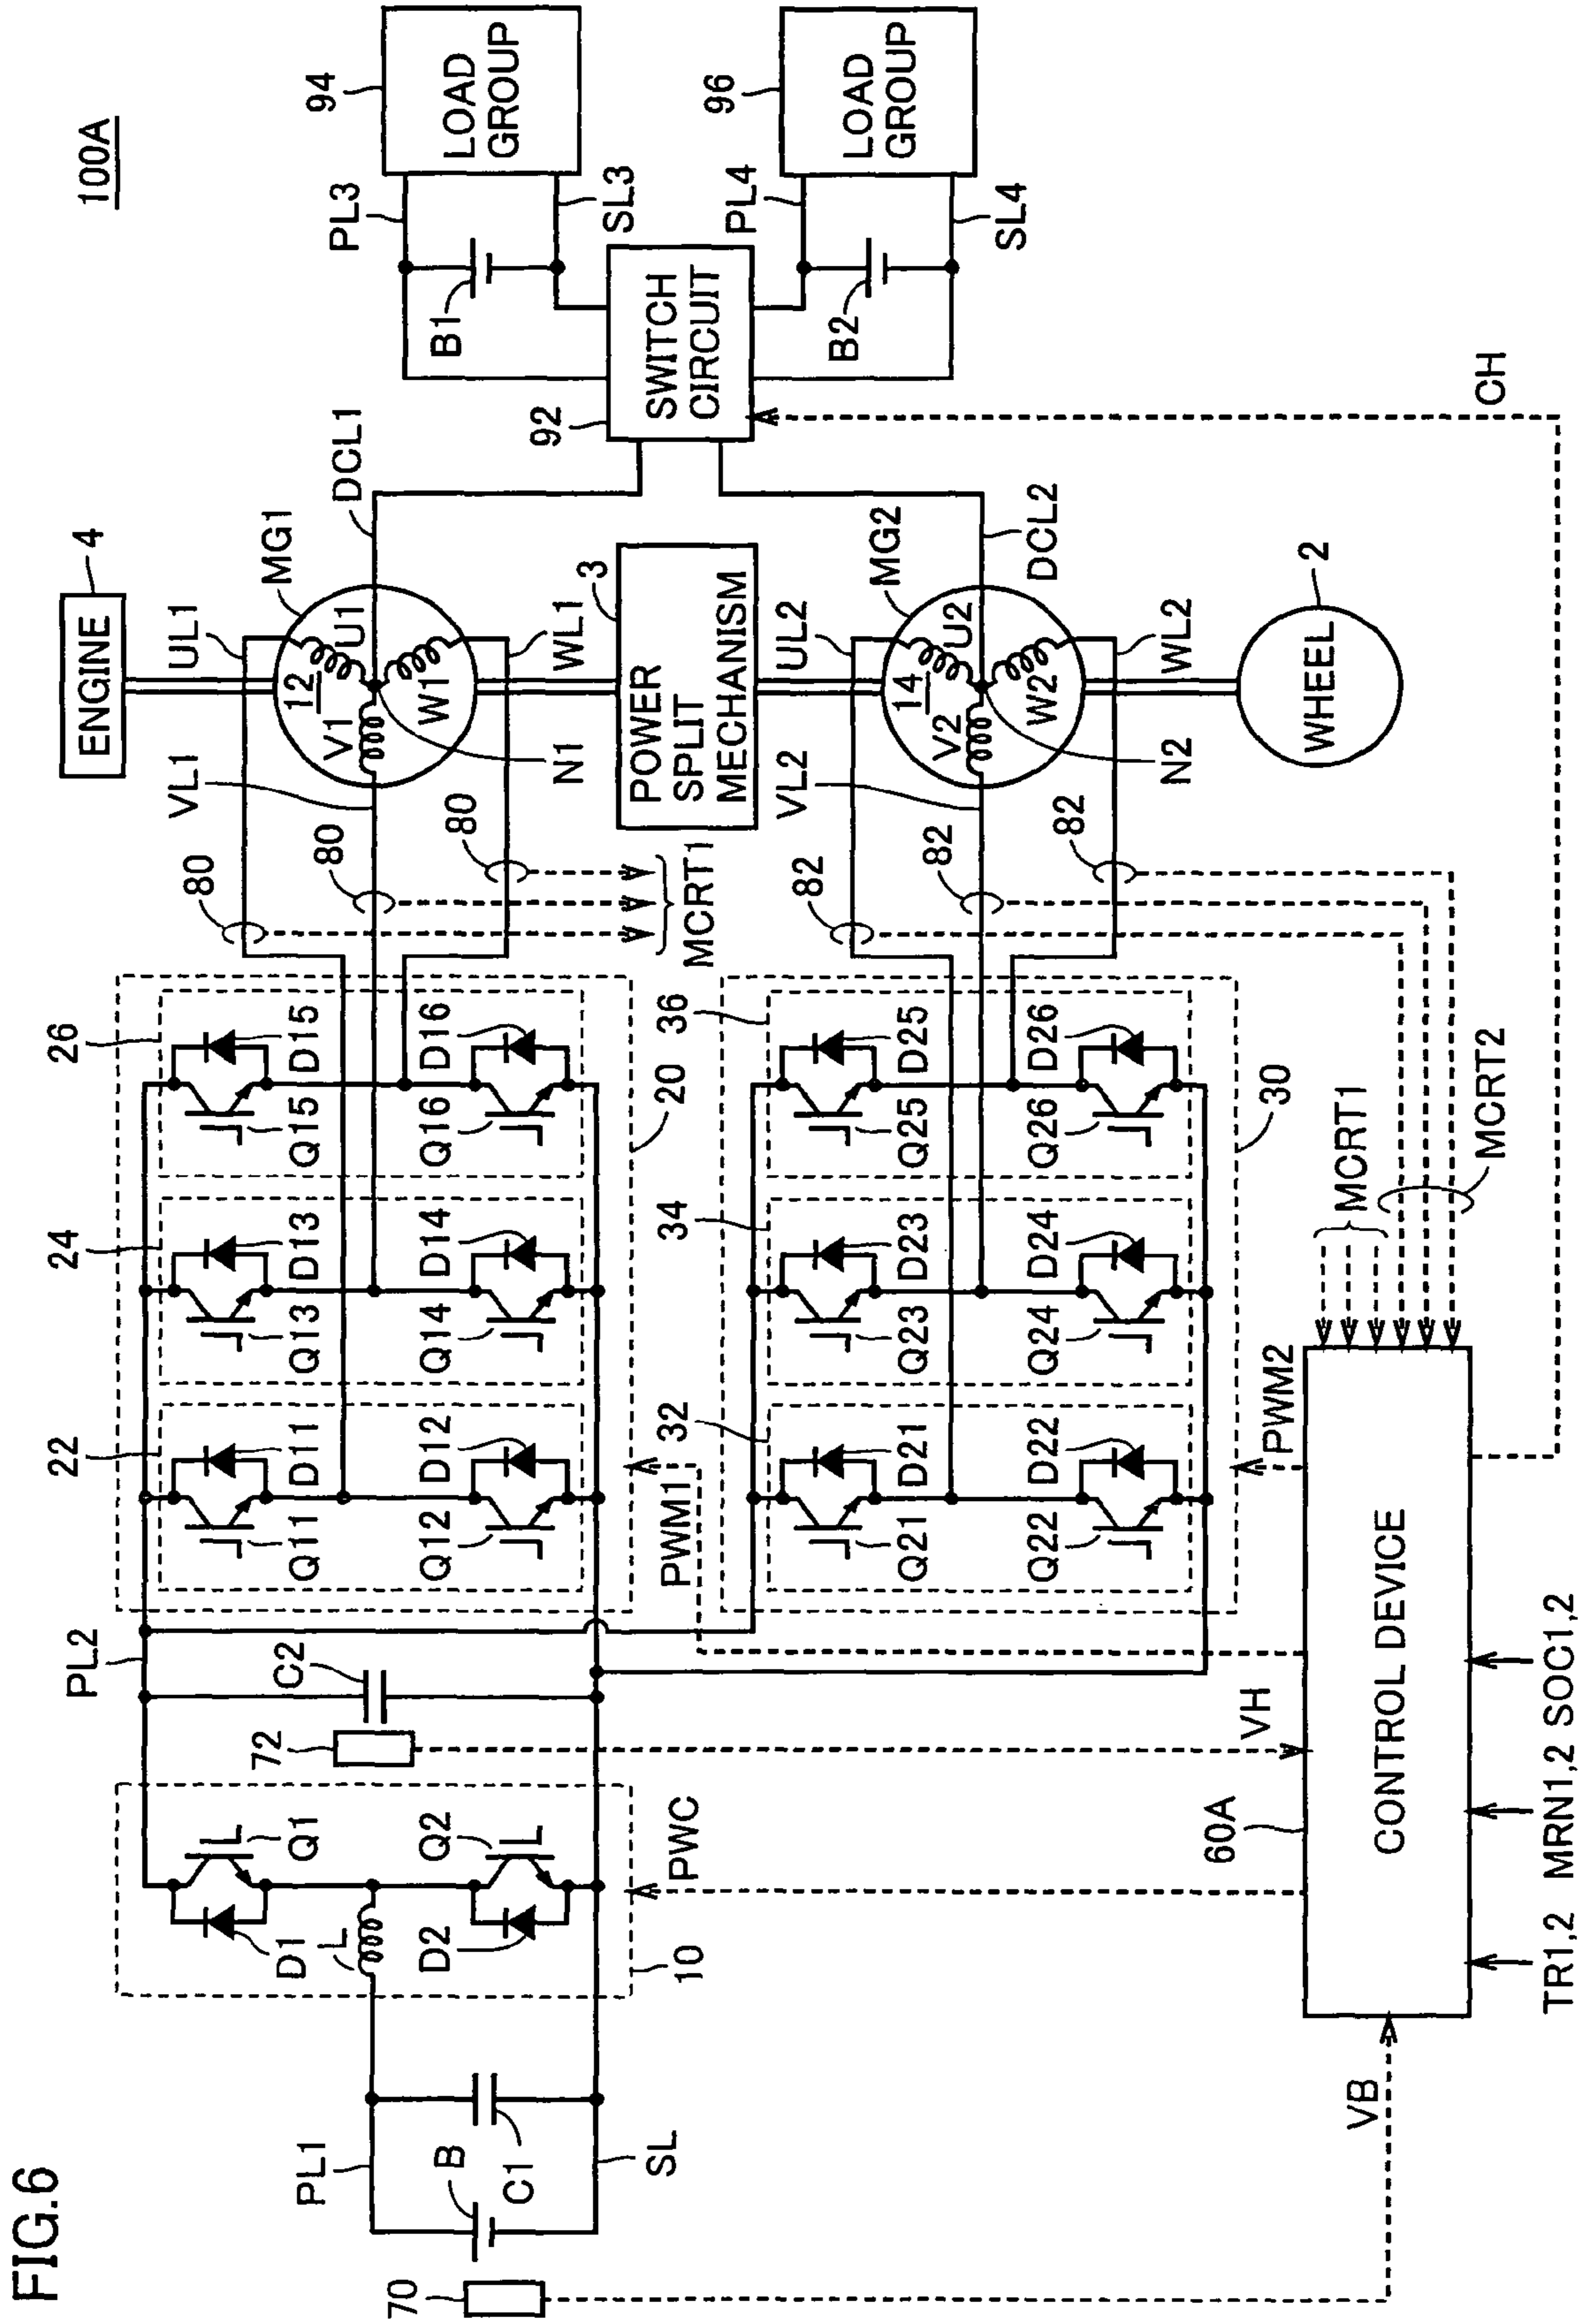 FIG.6
100A
ENGINE
4
94
LOAD
GROUP
PL3
SL3
B1
96
LOAD
GROUP
PL4
SL4
B2
92
SWITCH
CIRCUIT
CH
DCL1
MG1
UL1
12
U1
V1
W1
WL1
VL1
N1
80
80
80
MCRT1
3
POWER
SPLIT
MECHANISM
DCL2
MG2
UL2
14
U2
V2
W2
WL2
VL2
N2
82
82
82
WHEEL
2
26
D15
Q15
D16
Q16
20
24
D13
Q13
D14
Q14
22
D11
Q11
D12
Q12
PWM1
36
D25
Q25
D26
Q26
30
34
D23
Q23
D24
Q24
32
D21
Q21
D22
Q22
PWM2
MCRT1
MCRT2
PL2
C2
72
VH
Q1
D1
L
Q2
D2
10
PWC
PL1
B
C1
SL
70
VB
60A
CONTROL DEVICE
TR1,2 MRN1,2 SOC1,2